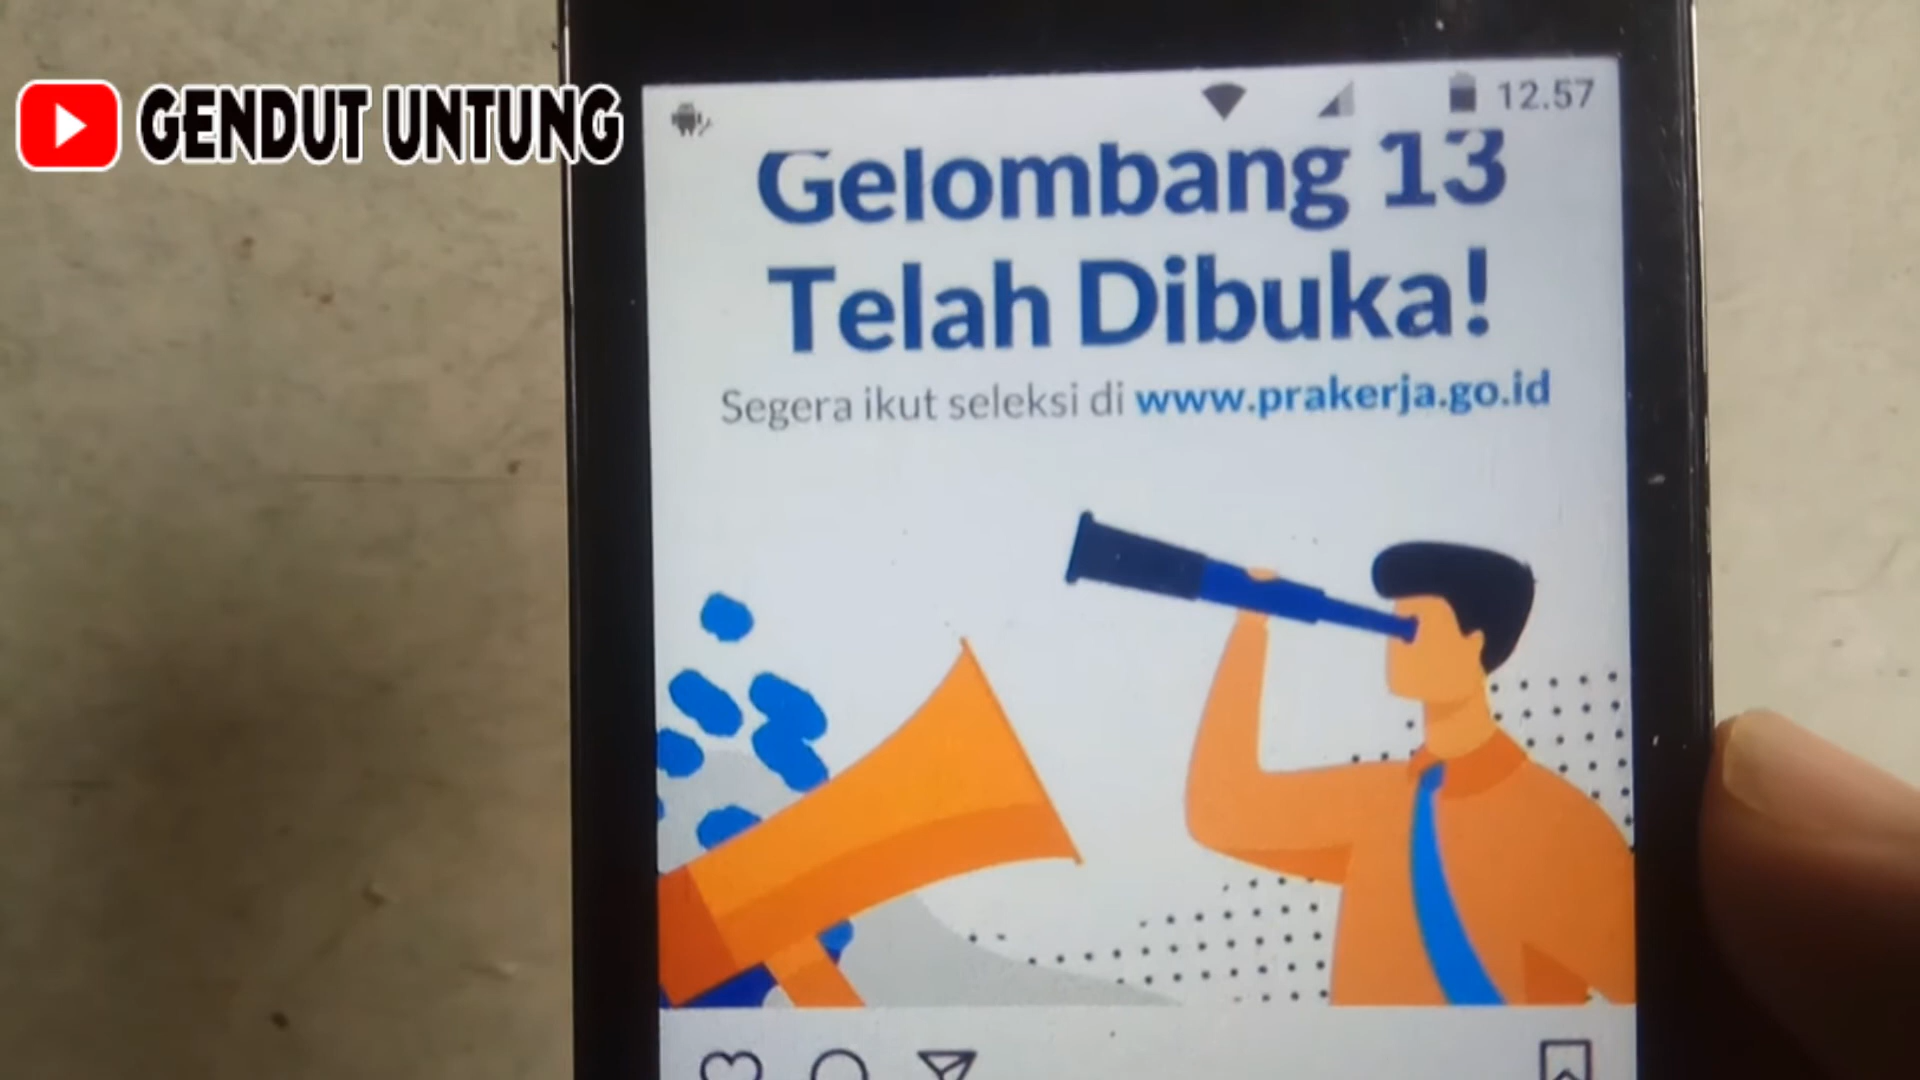 GENDUT UNTUNG
12.57
Gelombang 13
Telah Dibuka!
Segera ikut seleksi di www.prakerja.go.id